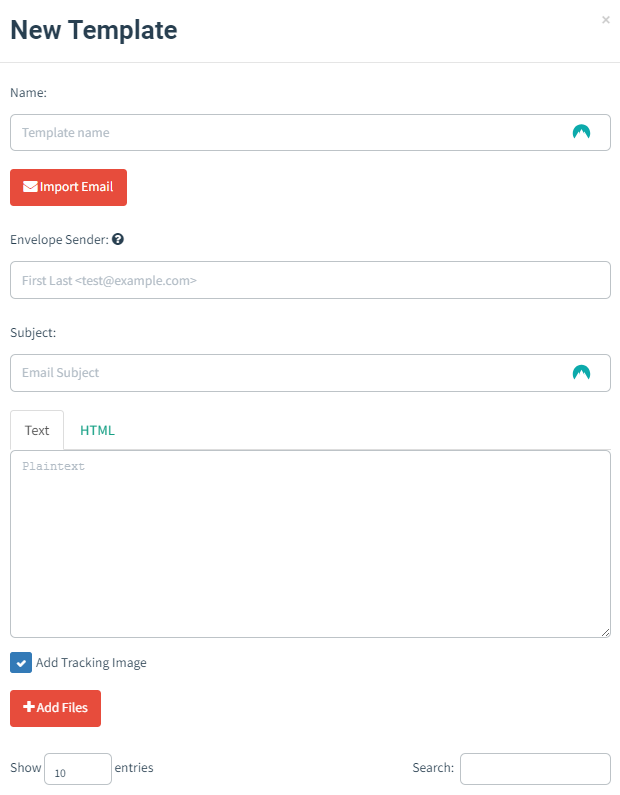 New Template
×
Name:
Template name
Import Email
Envelope Sender:
First Last <test@example.com>
Subject:
Email Subject
Text HTML
Plaintext
Add Tracking Image
Add Files
Show 10 entries Search: